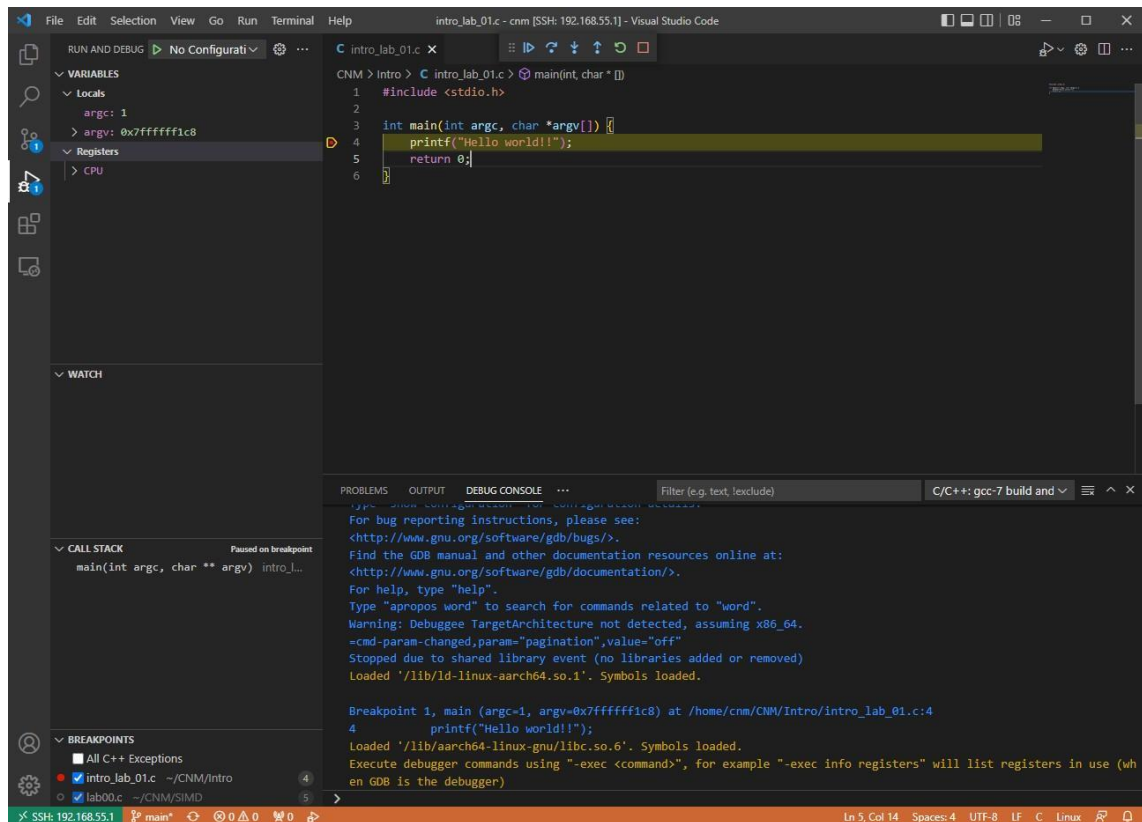 File Edit Selection View Go Run Terminal Help
intro_lab_01.c - cnm [SSH: 192.168.55.1] - Visual Studio Code
RUN AND DEBUG No Configurati
VARIABLES
Locals
argc: 1
argv: 0x7ffffff1c8
Registers
CPU
WATCH
CALL STACK Paused on breakpoint
main(int argc, char ** argv) intro_l...
BREAKPOINTS
All C++ Exceptions
intro_lab_01.c ~/CNM/Intro 4
lab00.c ~/CNM/SIMD 5
1
1
C intro_lab_01.c
CNM > Intro > C intro_lab_01.c > main(int, char * [])
1 #include <stdio.h>
2
3 int main(int argc, char *argv[]) {
4 printf("Hello world!!");
5 return 0;
6 }
PROBLEMS OUTPUT DEBUG CONSOLE ... Filter (e.g. text, !exclude) C/C++: gcc-7 build and
Type "show configuration" for configuration details.
For bug reporting instructions, please see:
<http://www.gnu.org/software/gdb/bugs/>.
Find the GDB manual and other documentation resources online at:
<http://www.gnu.org/software/gdb/documentation/>.
For help, type "help".
Type "apropos word" to search for commands related to "word".
Warning: Debuggee TargetArchitecture not detected, assuming x86_64.
=cmd-param-changed,param="pagination",value="off"
Stopped due to shared library event (no libraries added or removed)
Loaded '/lib/ld-linux-aarch64.so.1'. Symbols loaded.
Breakpoint 1, main (argc=1, argv=0x7ffffff1c8) at /home/cnm/CNM/Intro/intro_lab_01.c:4
4 printf("Hello world!!");
Loaded '/lib/aarch64-linux-gnu/libc.so.6'. Symbols loaded.
Execute debugger commands using "-exec <command>", for example "-exec info registers" will list registers in use (wh
en GDB is the debugger)
>
SSH: 192.168.55.1 main* 0 0 0 Ln 5, Col 14 Spaces: 4 UTF-8 LF C Linux